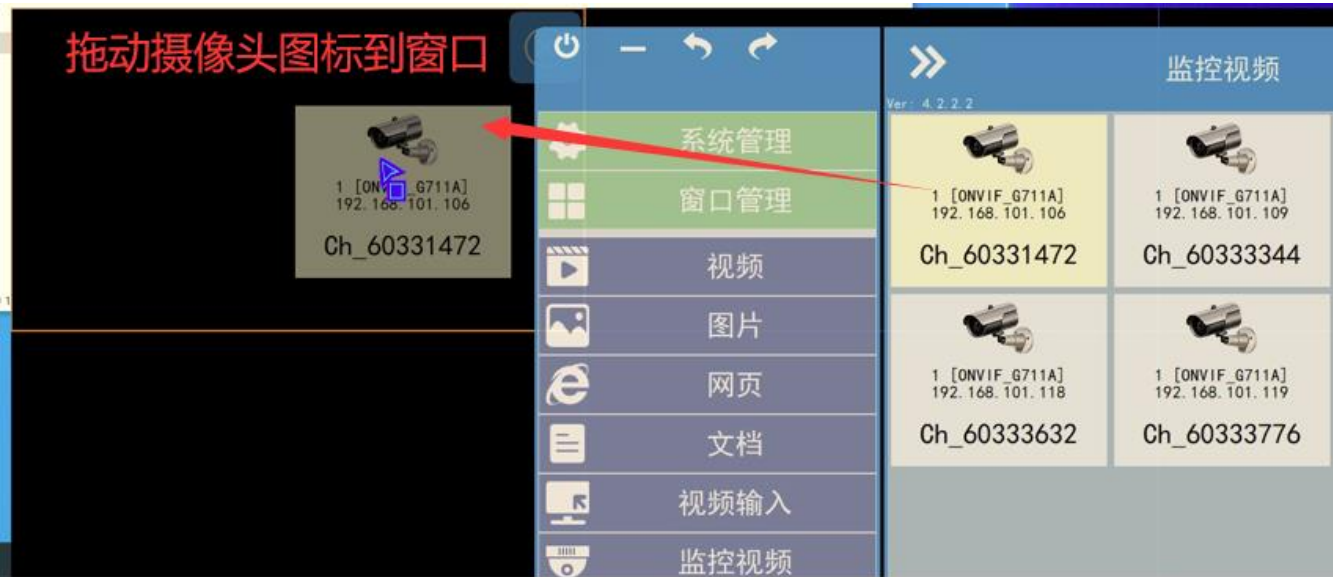 拖动摄像头图标到窗口
1 [ONVIF_G711A]
192.168.101.106
Ch_60331472
系统管理
窗口管理
视频
图片
网页
文档
视频输入
监控视频
监控视频
Ver: 4.2.2.2
1 [ONVIF_G711A]
192.168.101.106
Ch_60331472
1 [ONVIF_G711A]
192.168.101.109
Ch_60333344
1 [ONVIF_G711A]
192.168.101.118
Ch_60333632
1 [ONVIF_G711A]
192.168.101.119
Ch_60333776